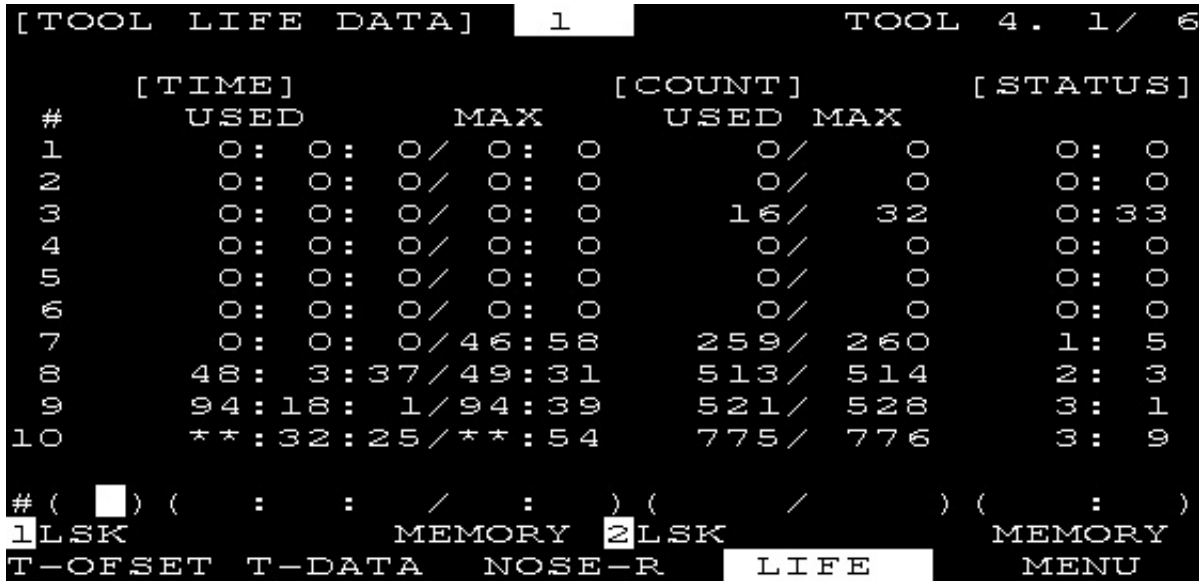 [TOOL LIFE DATA] 1 TOOL 4. 1/ 6
[TIME] [COUNT] [STATUS]
# USED MAX USED MAX
1 0: 0: 0/ 0: 0 0/ 0 0: 0
2 0: 0: 0/ 0: 0 0/ 0 0: 0
3 0: 0: 0/ 0: 0 16/ 32 0:33
4 0: 0: 0/ 0: 0 0/ 0 0: 0
5 0: 0: 0/ 0: 0 0/ 0 0: 0
6 0: 0: 0/ 0: 0 0/ 0 0: 0
7 0: 0: 0/46:58 259/ 260 1: 5
8 48: 3:37/49:31 513/ 514 2: 3
9 94:18: 1/94:39 521/ 528 3: 1
10 **:32:25/**:54 775/ 776 3: 9
#( )( : : / : )( / )( : )
1LSK MEMORY 2LSK MEMORY
T-OFSET T-DATA NOSE-R LIFE MENU